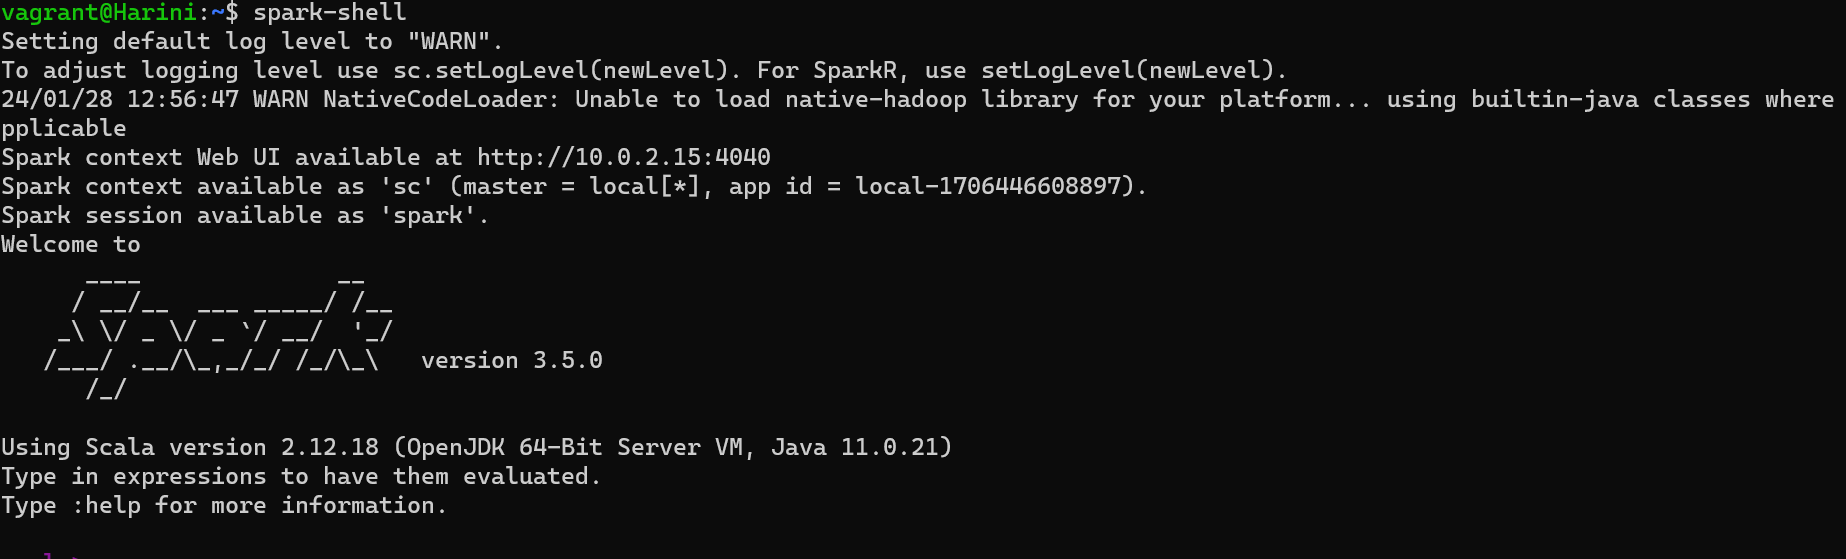 vagrant@Harini:~$ spark-shell
Setting default log level to "WARN".
To adjust logging level use sc.setLogLevel(newLevel). For SparkR, use setLogLevel(newLevel).
24/01/28 12:56:47 WARN NativeCodeLoader: Unable to load native-hadoop library for your platform... using builtin-java classes where
pplicable
Spark context Web UI available at http://10.0.2.15:4040
Spark context available as 'sc' (master = local[*], app id = local-1706446608897).
Spark session available as 'spark'.
Welcome to
      ____              __
     / __/__  ___ _____/ /__
    _\ \/ _ \/ _ `/ __/  '_/
   /___/ .__/\_,_/_/ /_/\_\   version 3.5.0
      /_/
Using Scala version 2.12.18 (OpenJDK 64-Bit Server VM, Java 11.0.21)
Type in expressions to have them evaluated.
Type :help for more information.